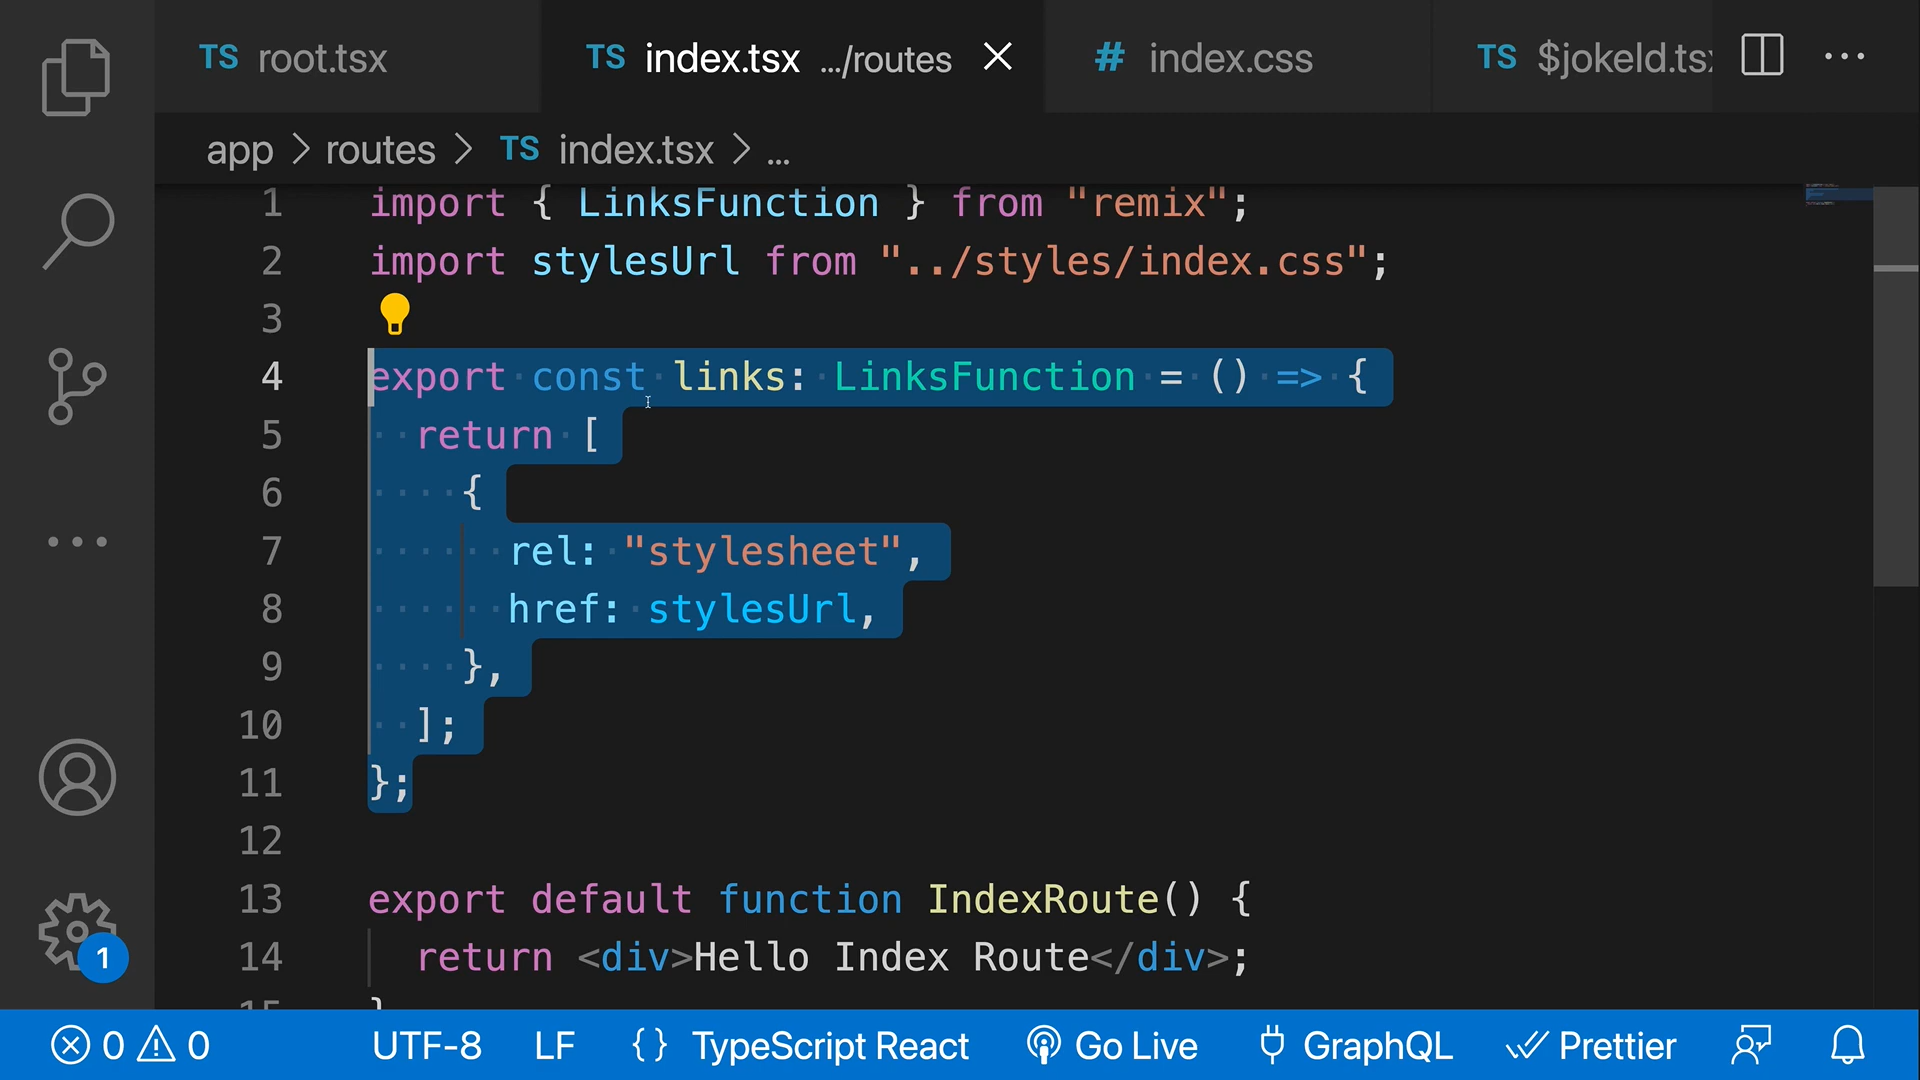 TS root.tsx
TS index.tsx .../routes
# index.css
TS $jokeId.ts
app > routes > TS index.tsx > ...
1 import { LinksFunction } from "remix";
2 import stylesUrl from "../styles/index.css";
3
4 export const links: LinksFunction = () => {
5   return [
6     {
7       rel: "stylesheet",
8       href: stylesUrl,
9     },
10   ];
11 };
12
13 export default function IndexRoute() {
14   return <div>Hello Index Route</div>;
1
0 0 UTF-8 LF {} TypeScript React Go Live GraphQL Prettier